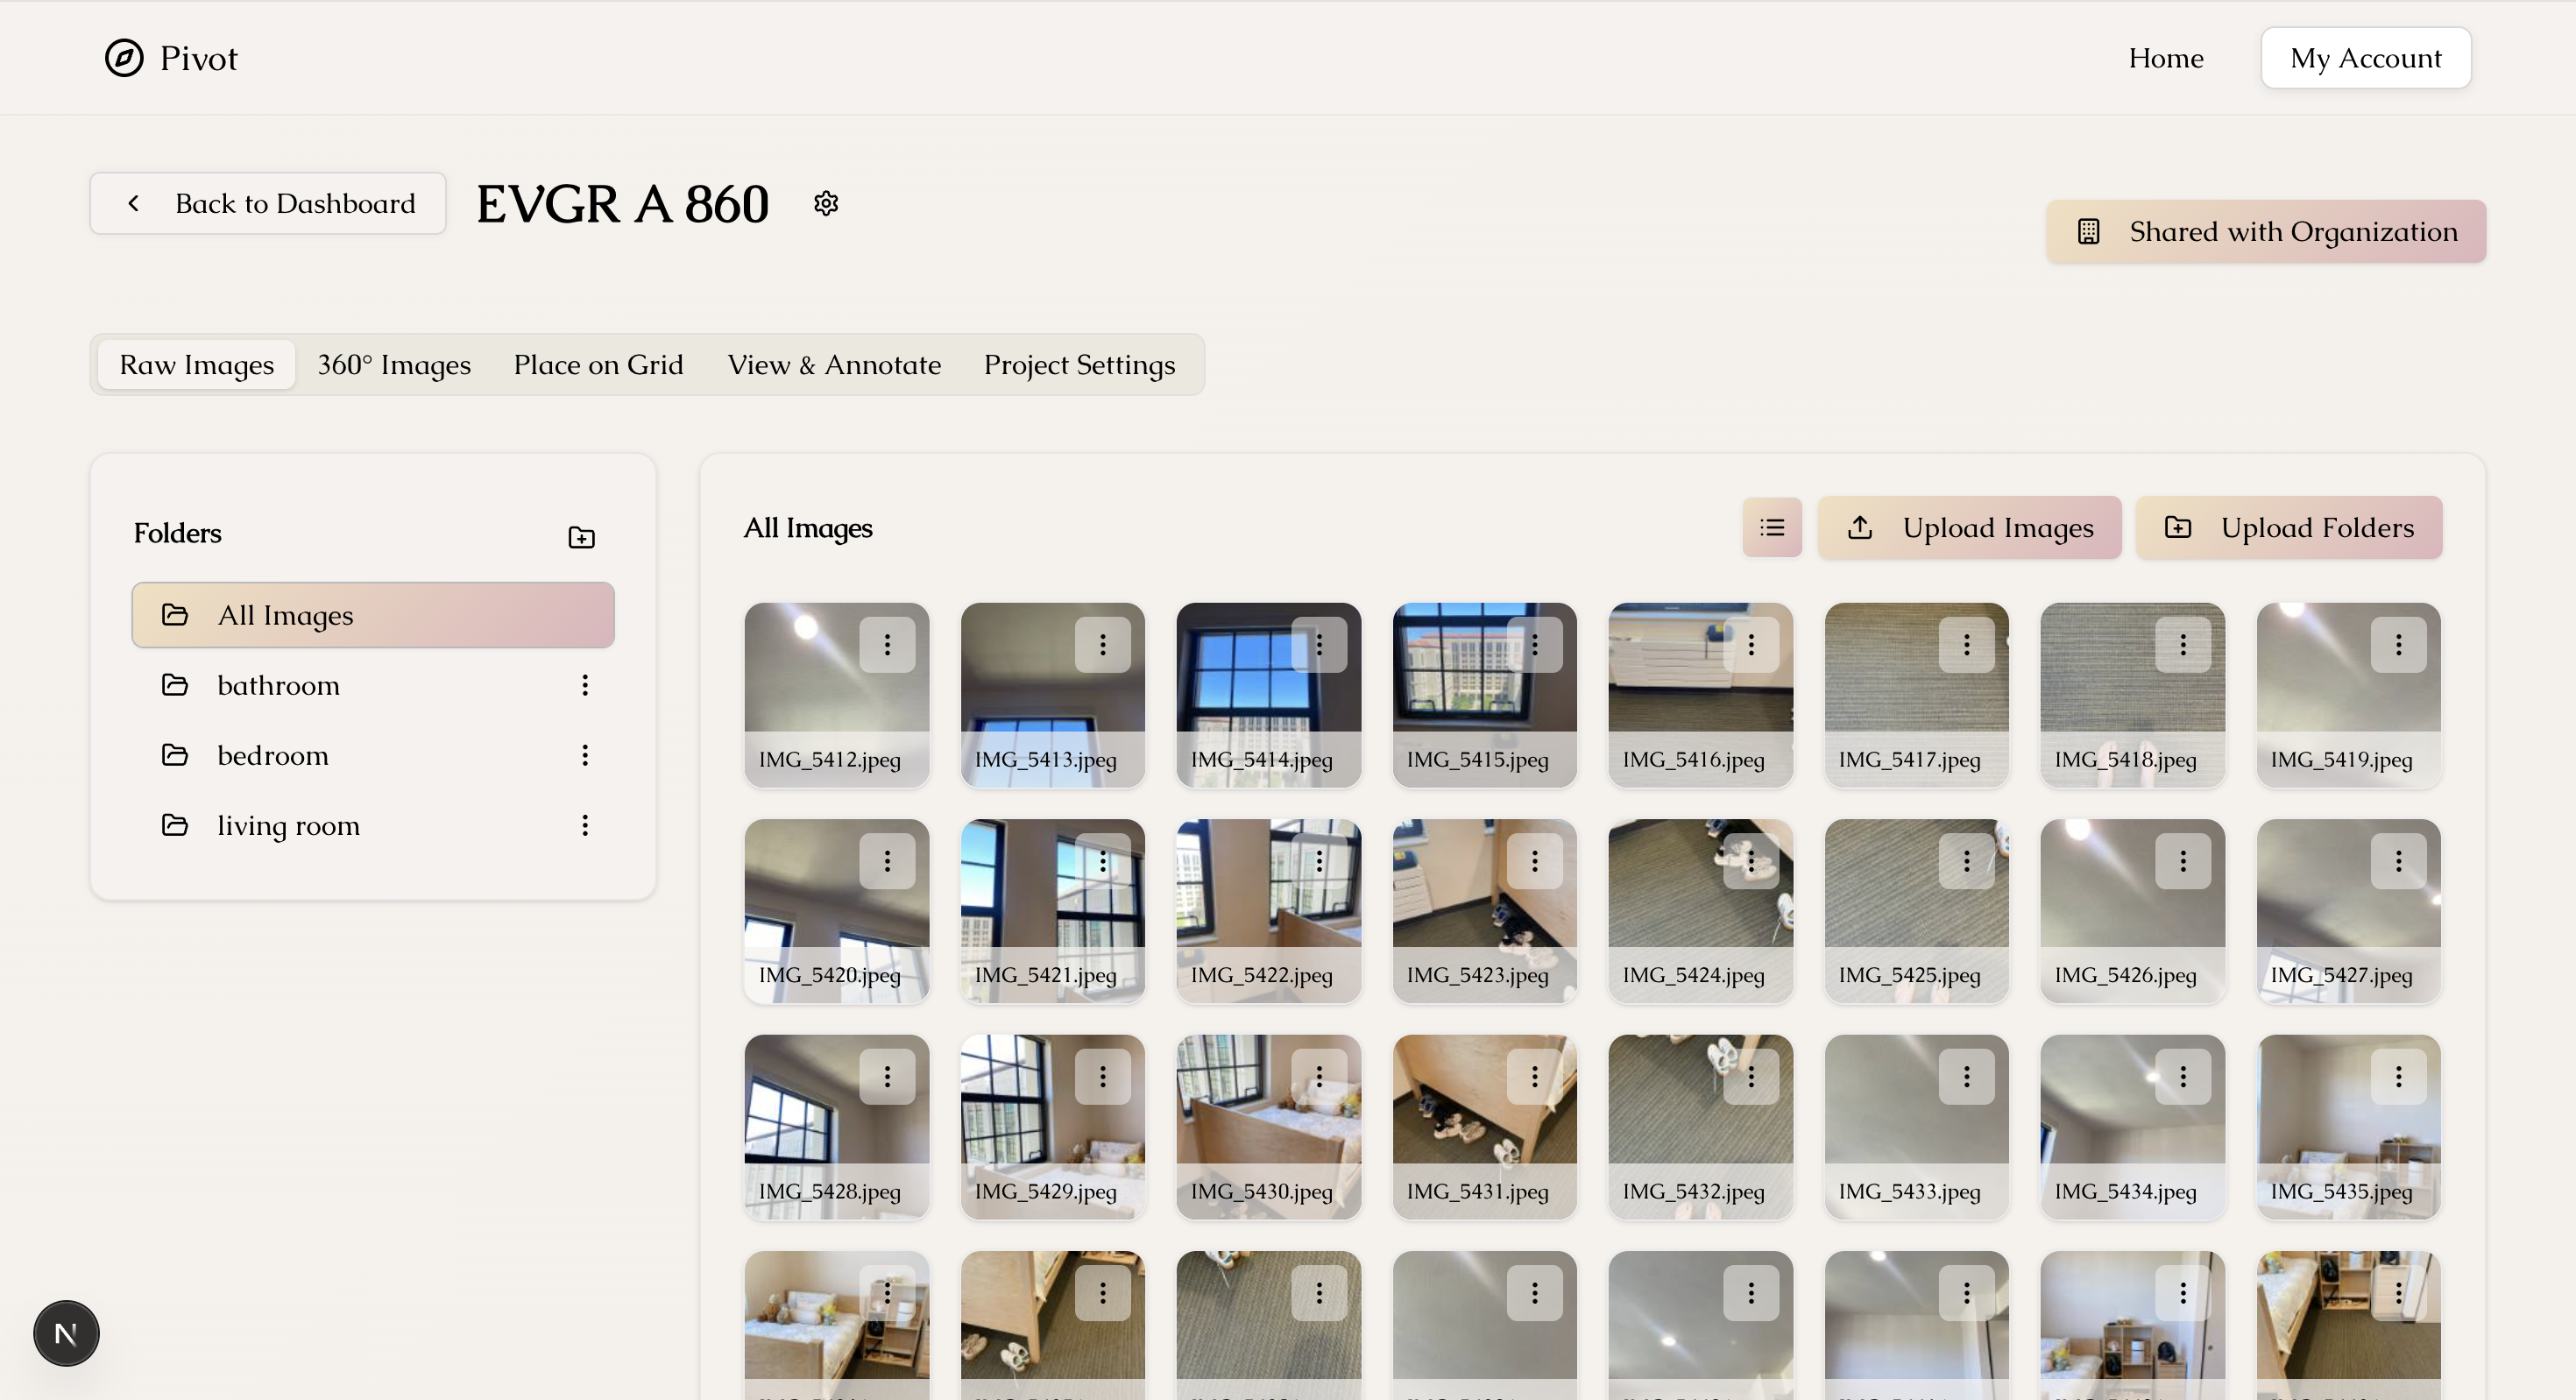 Pivot
Home
My Account
Back to Dashboard
EVGR A 860
Shared with Organization
Raw Images
360° Images
Place on Grid
View & Annotate
Project Settings
Folders
All Images
bathroom
bedroom
living room
All Images
Upload Images
Upload Folders
IMG_5412.jpeg
IMG_5413.jpeg
IMG_5414.jpeg
IMG_5415.jpeg
IMG_5416.jpeg
IMG_5417.jpeg
IMG_5418.jpeg
IMG_5419.jpeg
IMG_5420.jpeg
IMG_5421.jpeg
IMG_5422.jpeg
IMG_5423.jpeg
IMG_5424.jpeg
IMG_5425.jpeg
IMG_5426.jpeg
IMG_5427.jpeg
IMG_5428.jpeg
IMG_5429.jpeg
IMG_5430.jpeg
IMG_5431.jpeg
IMG_5432.jpeg
IMG_5433.jpeg
IMG_5434.jpeg
IMG_5435.jpeg
N